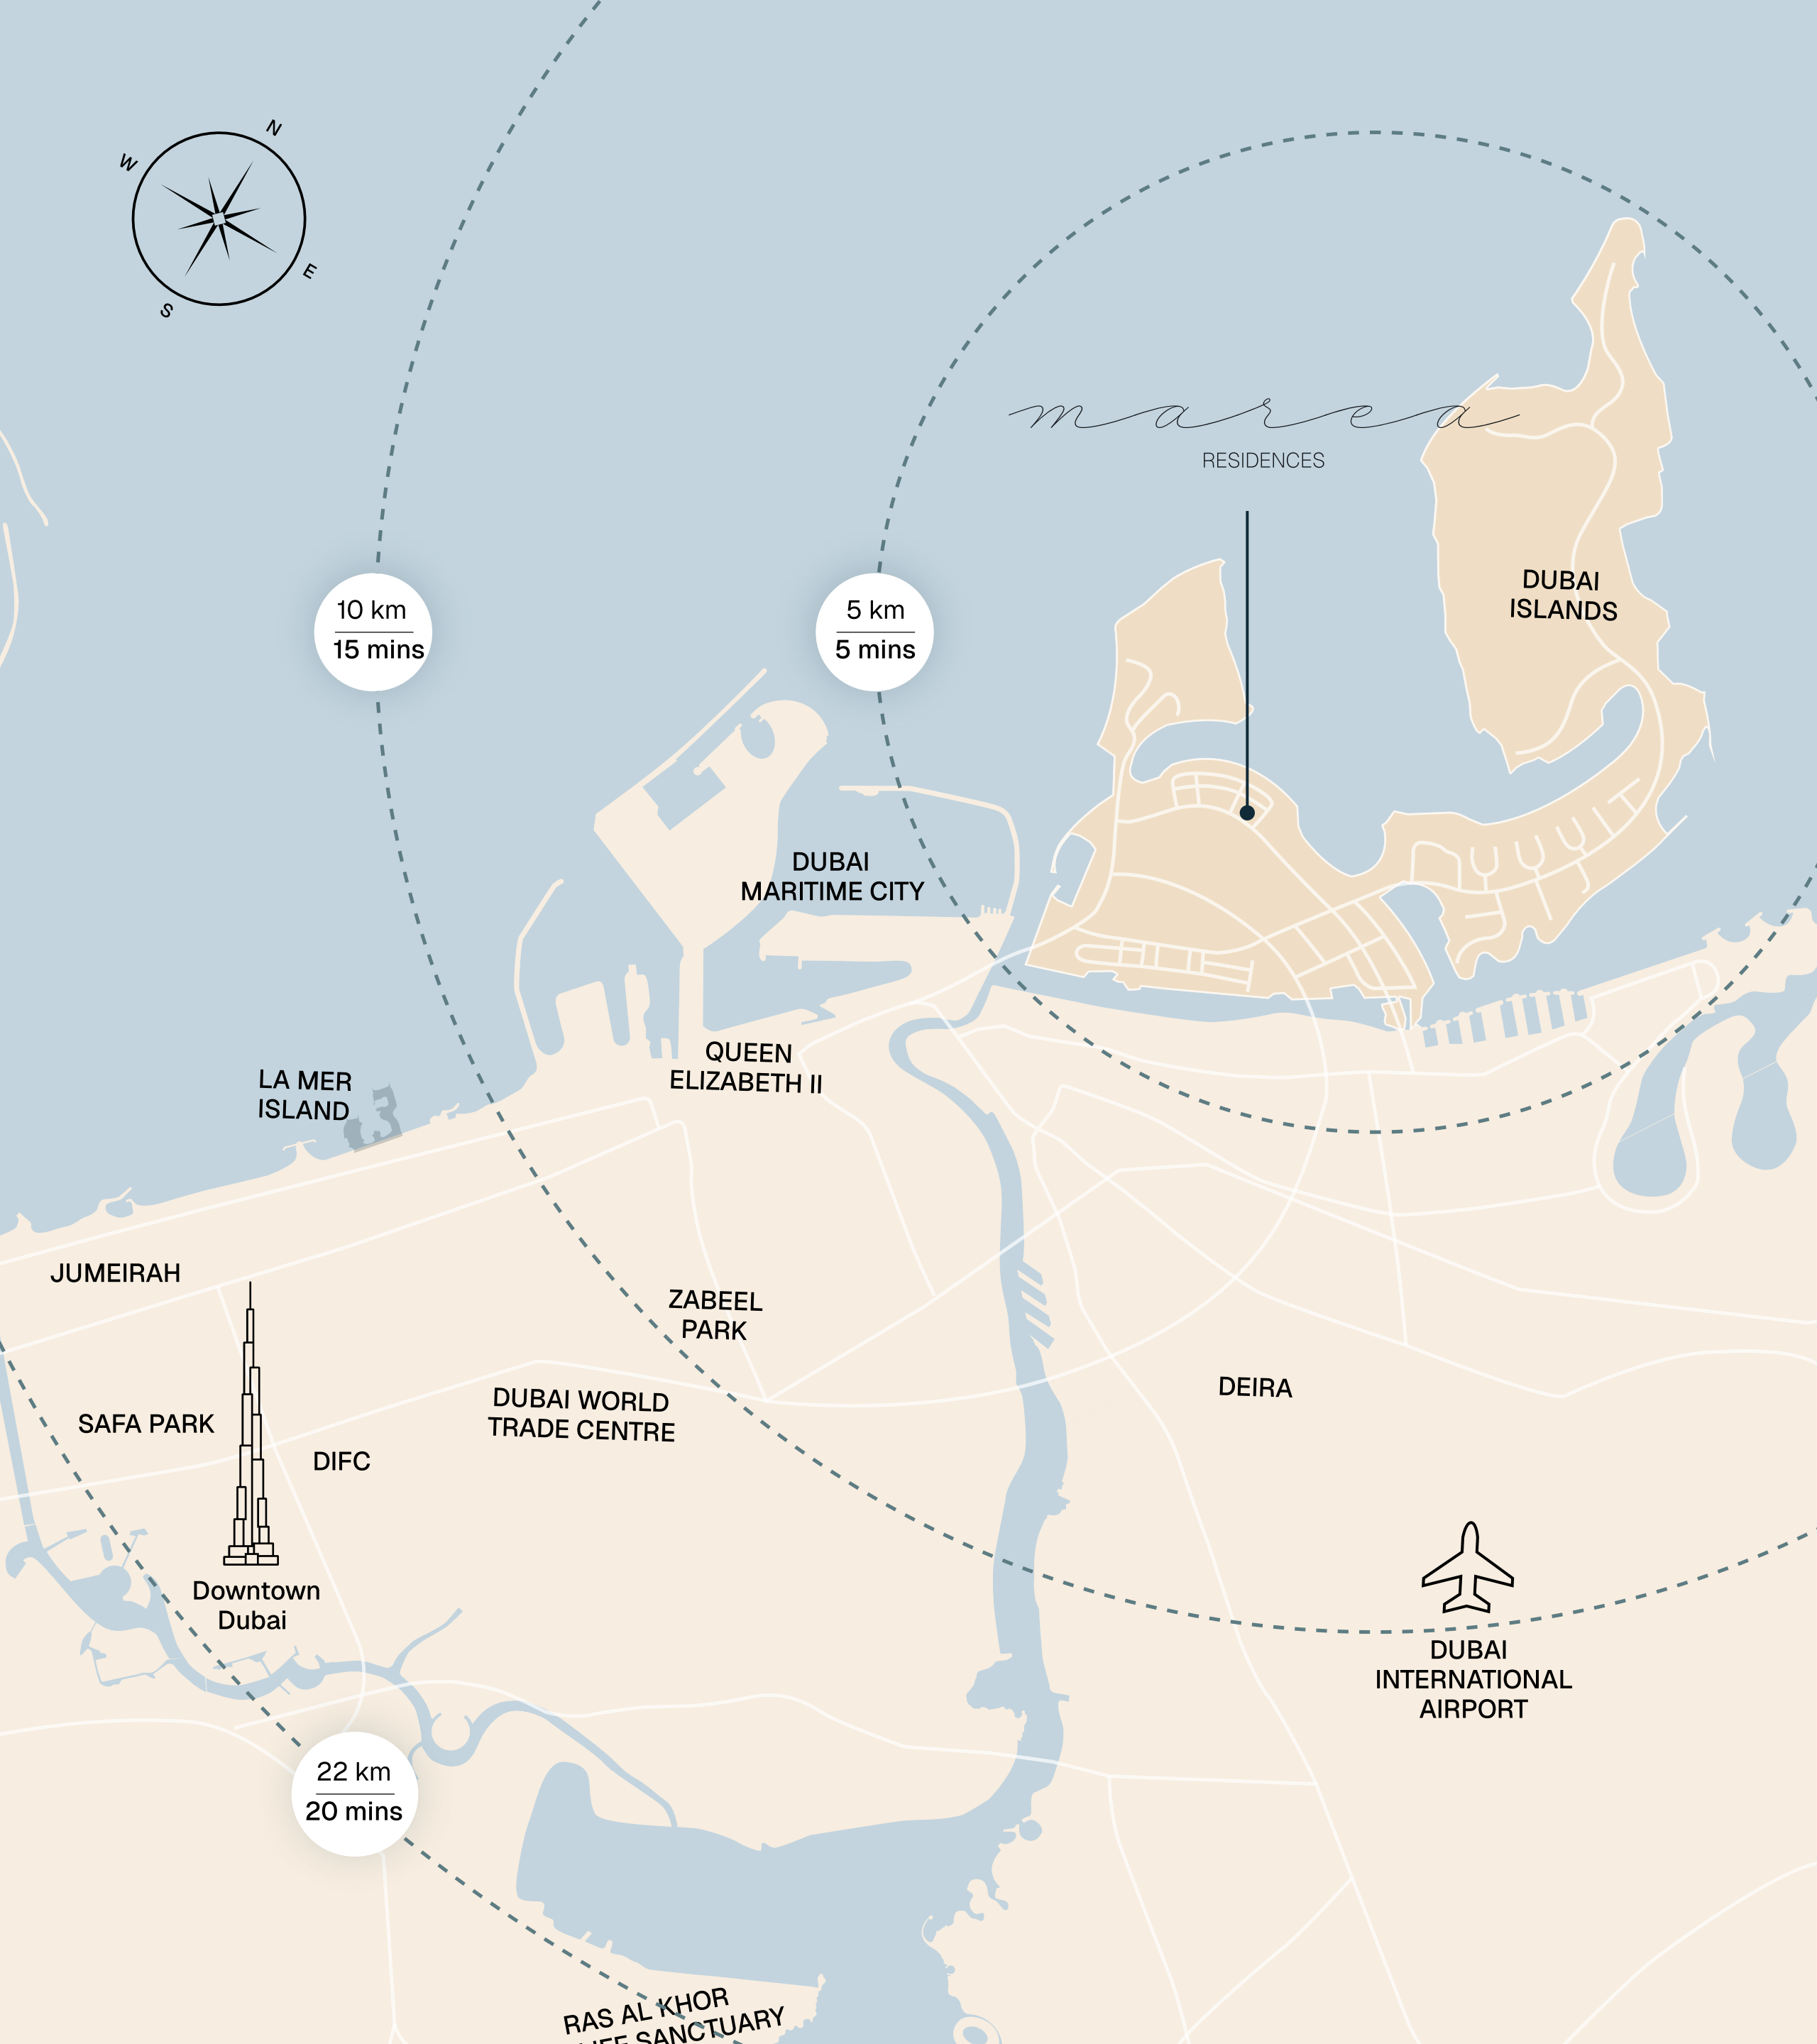 N
W
E
S
marea
RESIDENCES
DUBAI
ISLANDS
10 km
15 mins
5 km
5 mins
DUBAI
MARITIME CITY
QUEEN
ELIZABETH II
LA MER
ISLAND
JUMEIRAH
ZABEEL
PARK
DUBAI WORLD
TRADE CENTRE
DEIRA
SAFA PARK
DIFC
Downtown
Dubai
DUBAI
INTERNATIONAL
AIRPORT
22 km
20 mins
RAS AL KHOR
SANCTUARY